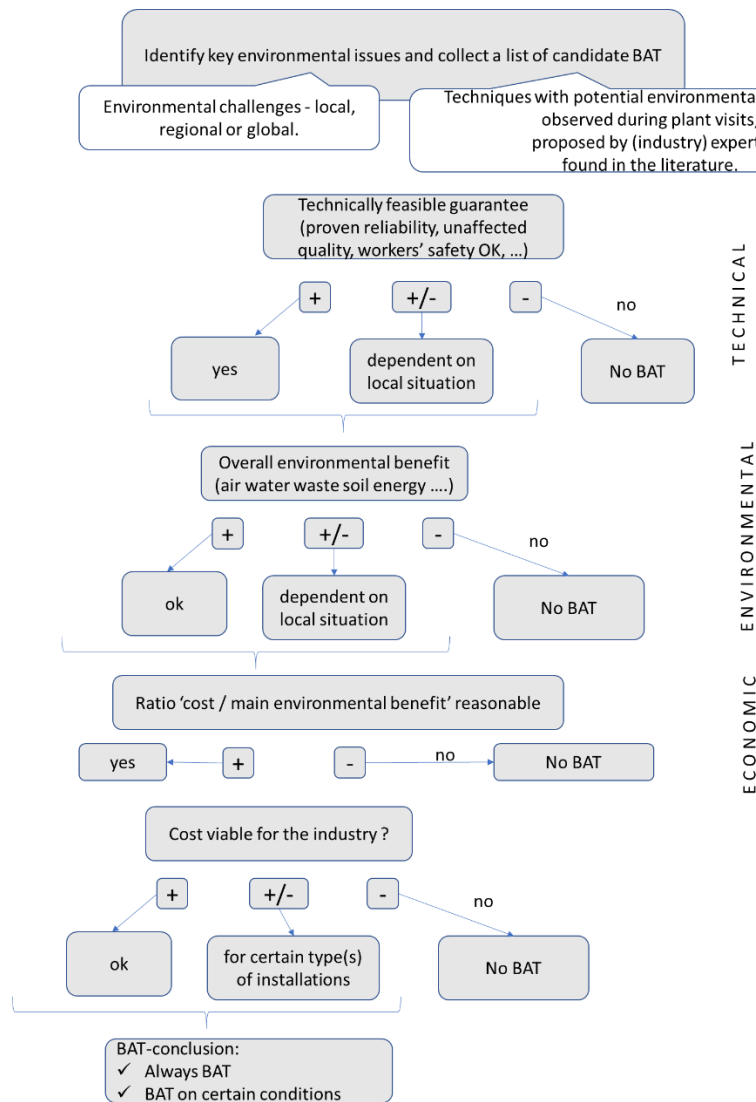 Identify key environmental issues and collect a list of candidate BAT
Environmental challenges - local,
regional or global.
Techniques with potential environmental
observed during plant visits,
proposed by (industry) expert
found in the literature.
Technically feasible guarantee
(proven reliability, unaffected
quality, workers' safety OK, ...)
+
+/-
-
no
yes
dependent on
local situation
No BAT
TECHNICAL
Overall environmental benefit
(air water waste soil energy ....)
+
+/-
-
no
ok
dependent on
local situation
No BAT
ENVIRONMENTAL
Ratio ‘cost / main environmental benefit’ reasonable
yes
+
-
no
No BAT
ECONOMIC
Cost viable for the industry ?
+
+/-
-
no
ok
for certain type(s)
of installations
No BAT
BAT-conclusion:
✓ Always BAT
✓ BAT on certain conditions